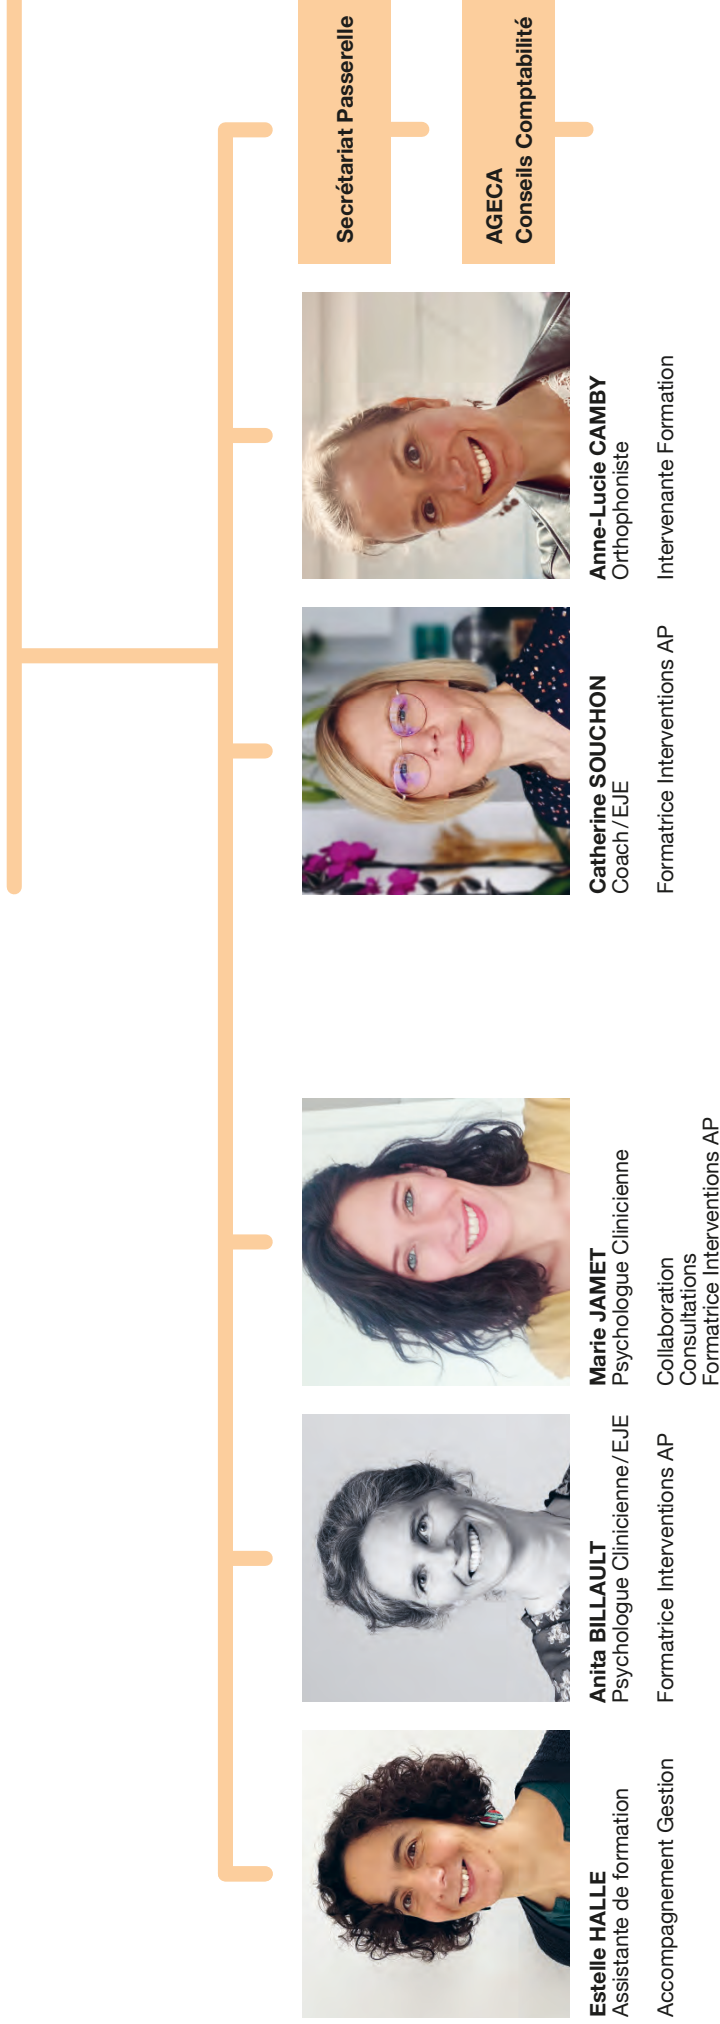 Estelle HALLE
Assistante de formation
Accompagnement Gestion
Anita BILLAULT
Psychologue Clinicienne/EJE
Formatrice Interventions AP
Marie JAMET
Psychologue Clinicienne
Collaboration
Consultations
Formatrice Interventions AP
Catherine SOUCHON
Coach/EJE
Formatrice Interventions AP
Anne-Lucie CAMBY
Orthophoniste
Intervenante Formation
Secrétariat Passerelle
AGECA
Conseils Comptabilité